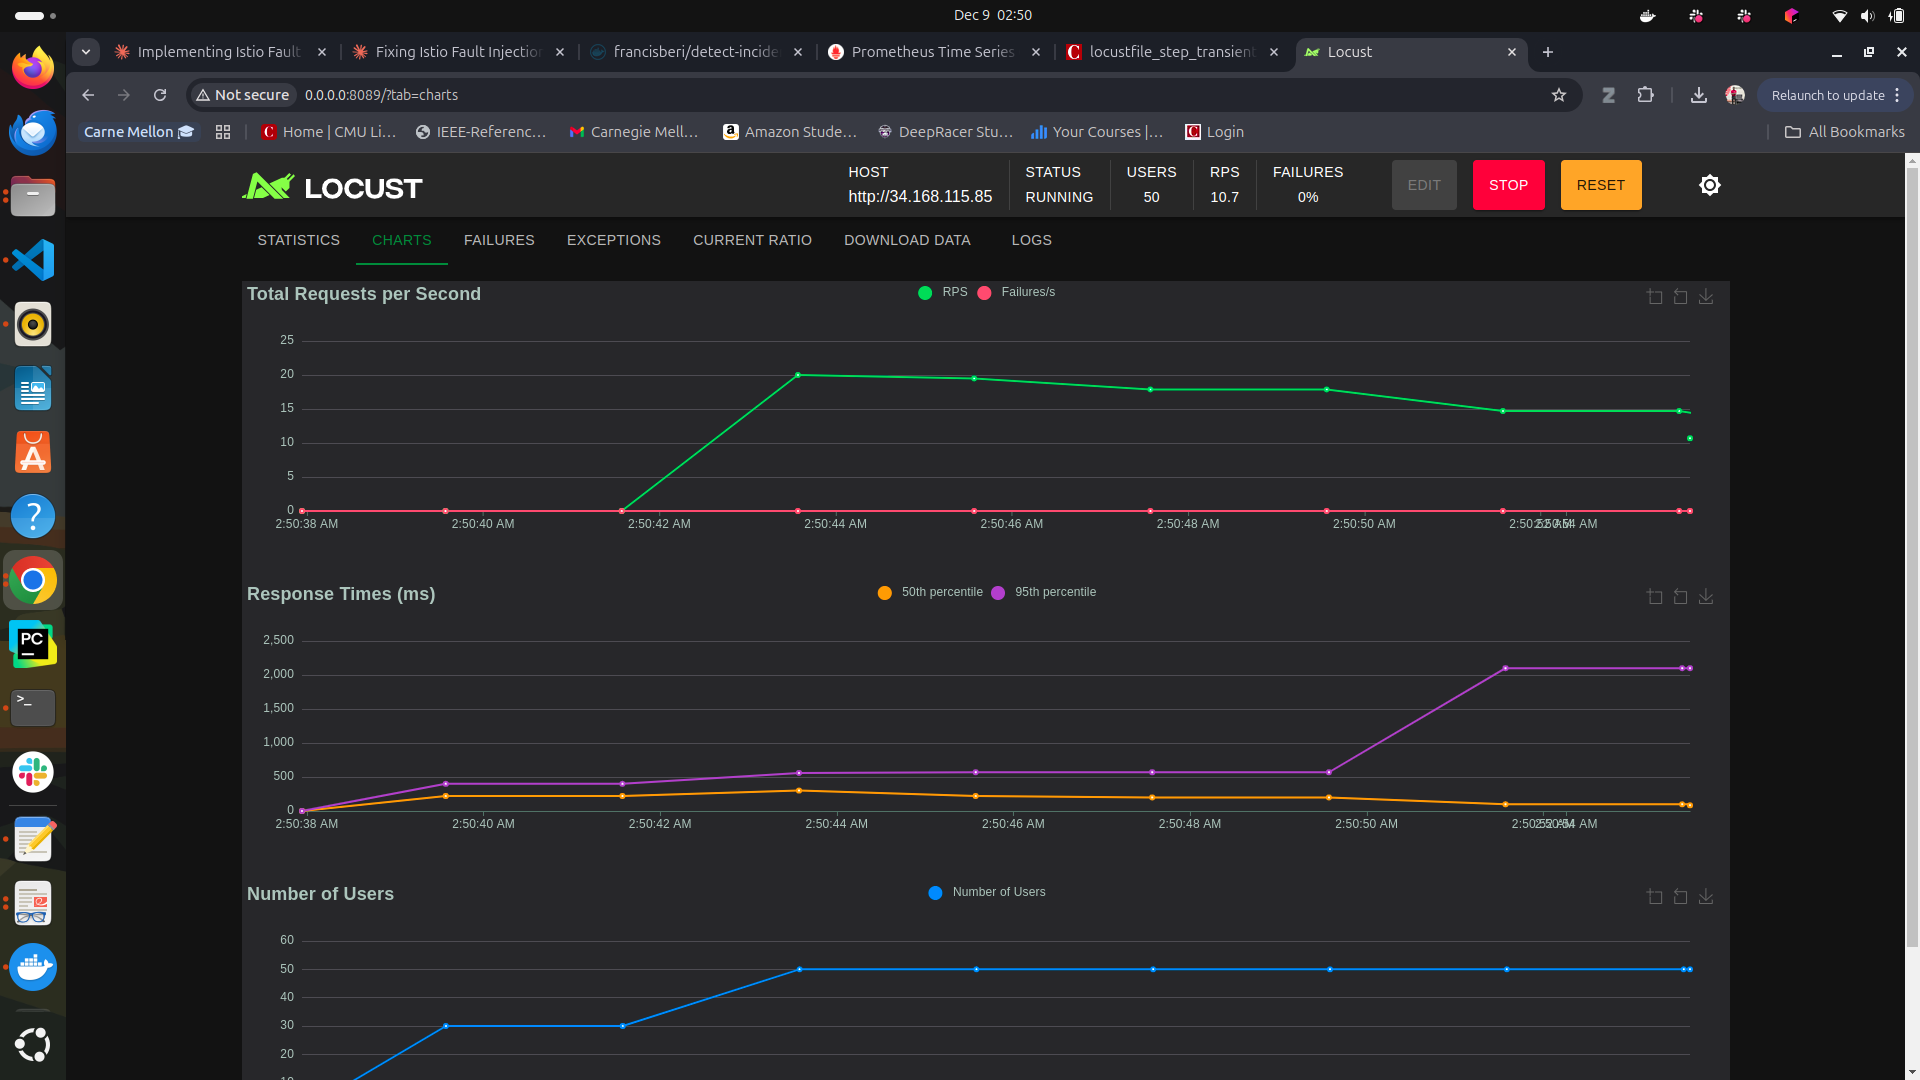 Dec 9 02:50
Implementing Istio Fault
Fixing Istio Fault Injection
francisberi/detect-incide
Prometheus Time Series
locustfile_step_transient
Locust
Not secure
0.0.0.0:8089/?tab=charts
Relaunch to update
Carne Mellon
Home | CMU Li...
IEEE-Referenc...
Carnegie Mell...
Amazon Stude...
DeepRacer Stu...
Your Courses |...
Login
All Bookmarks
LOCUST
HOST
http://34.168.115.85
STATUS
RUNNING
USERS
50
RPS
10.7
FAILURES
0%
EDIT
STOP
RESET
STATISTICS
CHARTS
FAILURES
EXCEPTIONS
CURRENT RATIO
DOWNLOAD DATA
LOGS
Total Requests per Second
RPS
Failures/s
25
20
15
10
5
0
2:50:38 AM
2:50:40 AM
2:50:42 AM
2:50:44 AM
2:50:46 AM
2:50:48 AM
2:50:50 AM
2:50:52 AM
2:50:54 AM
Response Times (ms)
50th percentile
95th percentile
2,500
2,000
1,500
1,000
500
0
2:50:38 AM
2:50:40 AM
2:50:42 AM
2:50:44 AM
2:50:46 AM
2:50:48 AM
2:50:50 AM
2:50:52 AM
2:50:54 AM
Number of Users
Number of Users
60
50
40
30
20
10
PC